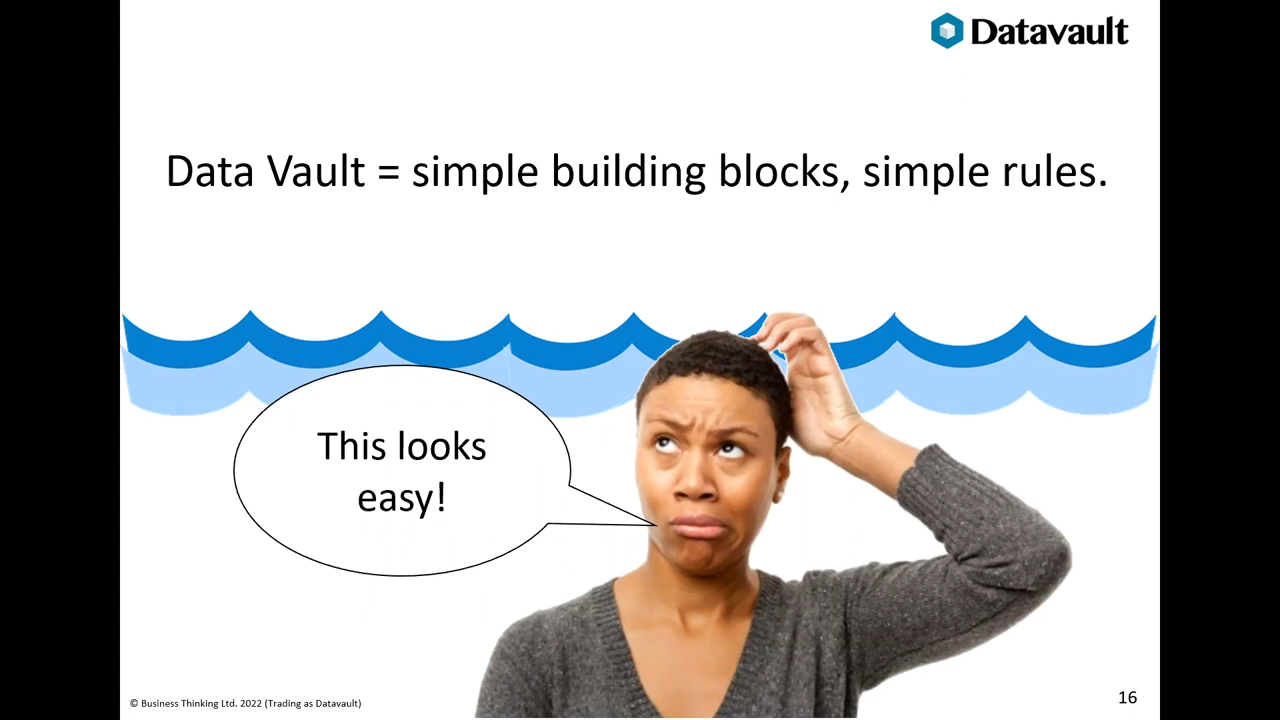 Datavault
Data Vault = simple building blocks, simple rules.
This looks
easy!
© Business Thinking Ltd. 2022 (Trading as Datavault)
16